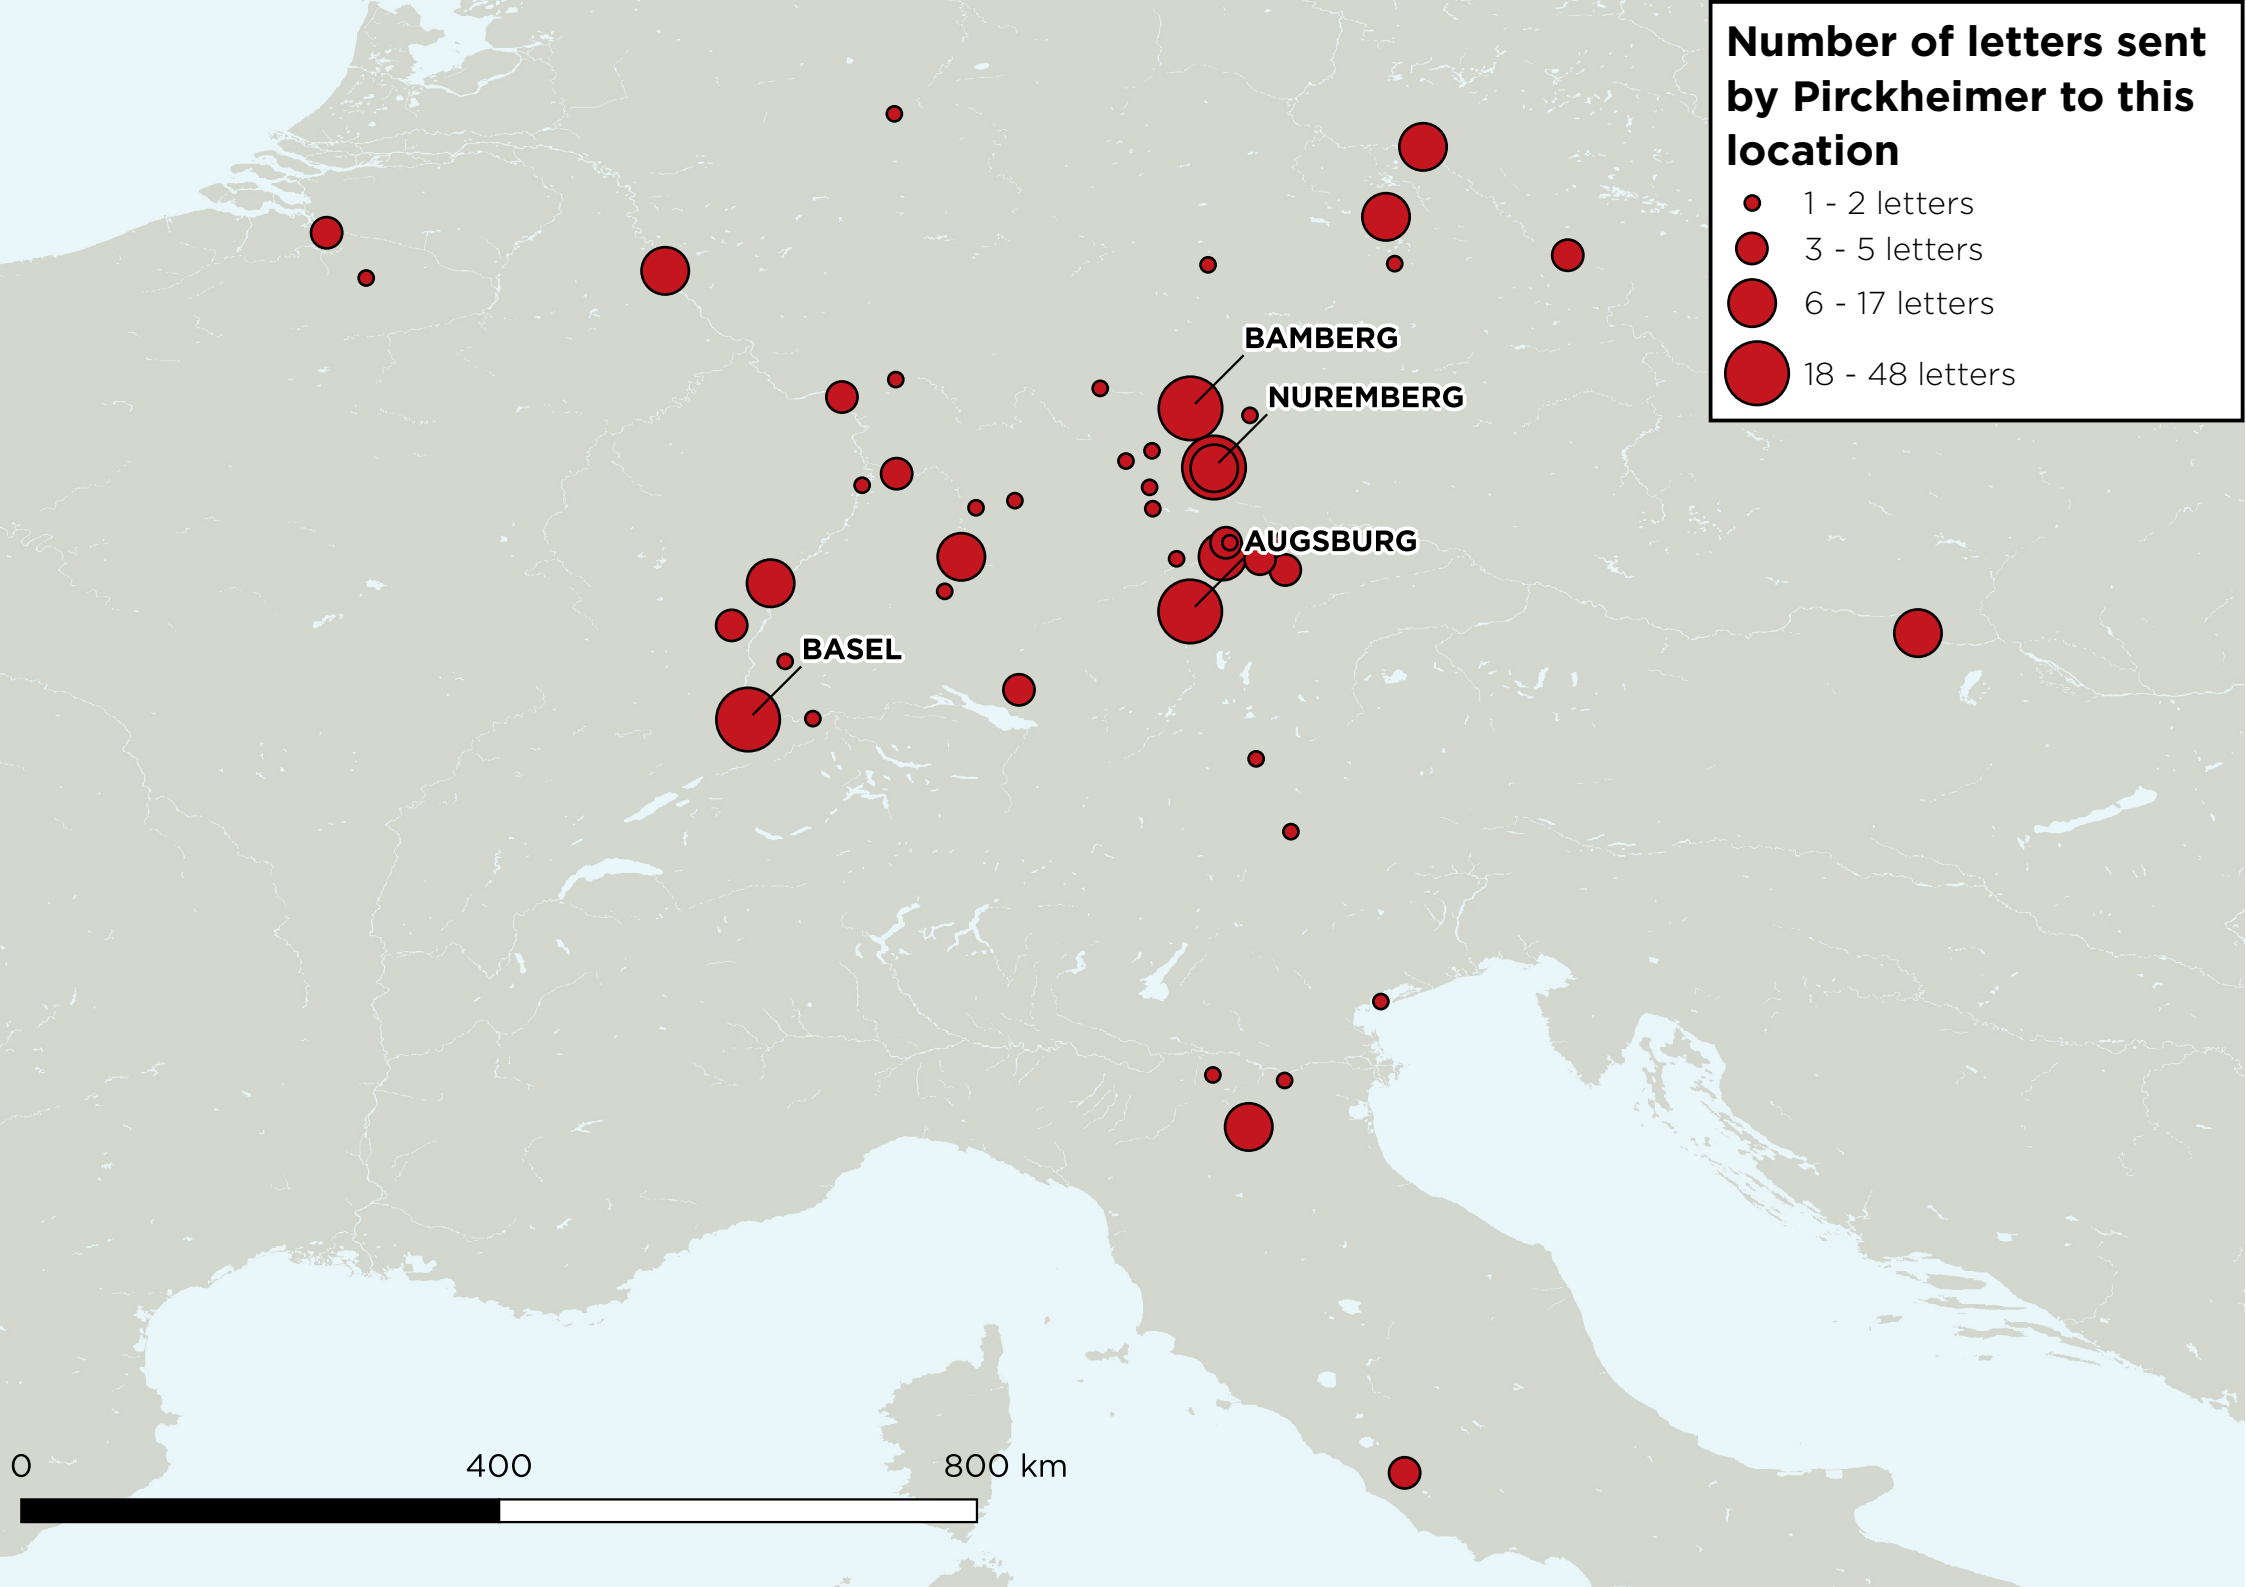 Number of letters sent
by Pirckheimer to this
location
1 - 2 letters
3 - 5 letters
6 - 17 letters
18 - 48 letters
BAMBERG
NUREMBERG
AUGSBURG
BASEL
0 400 800 km